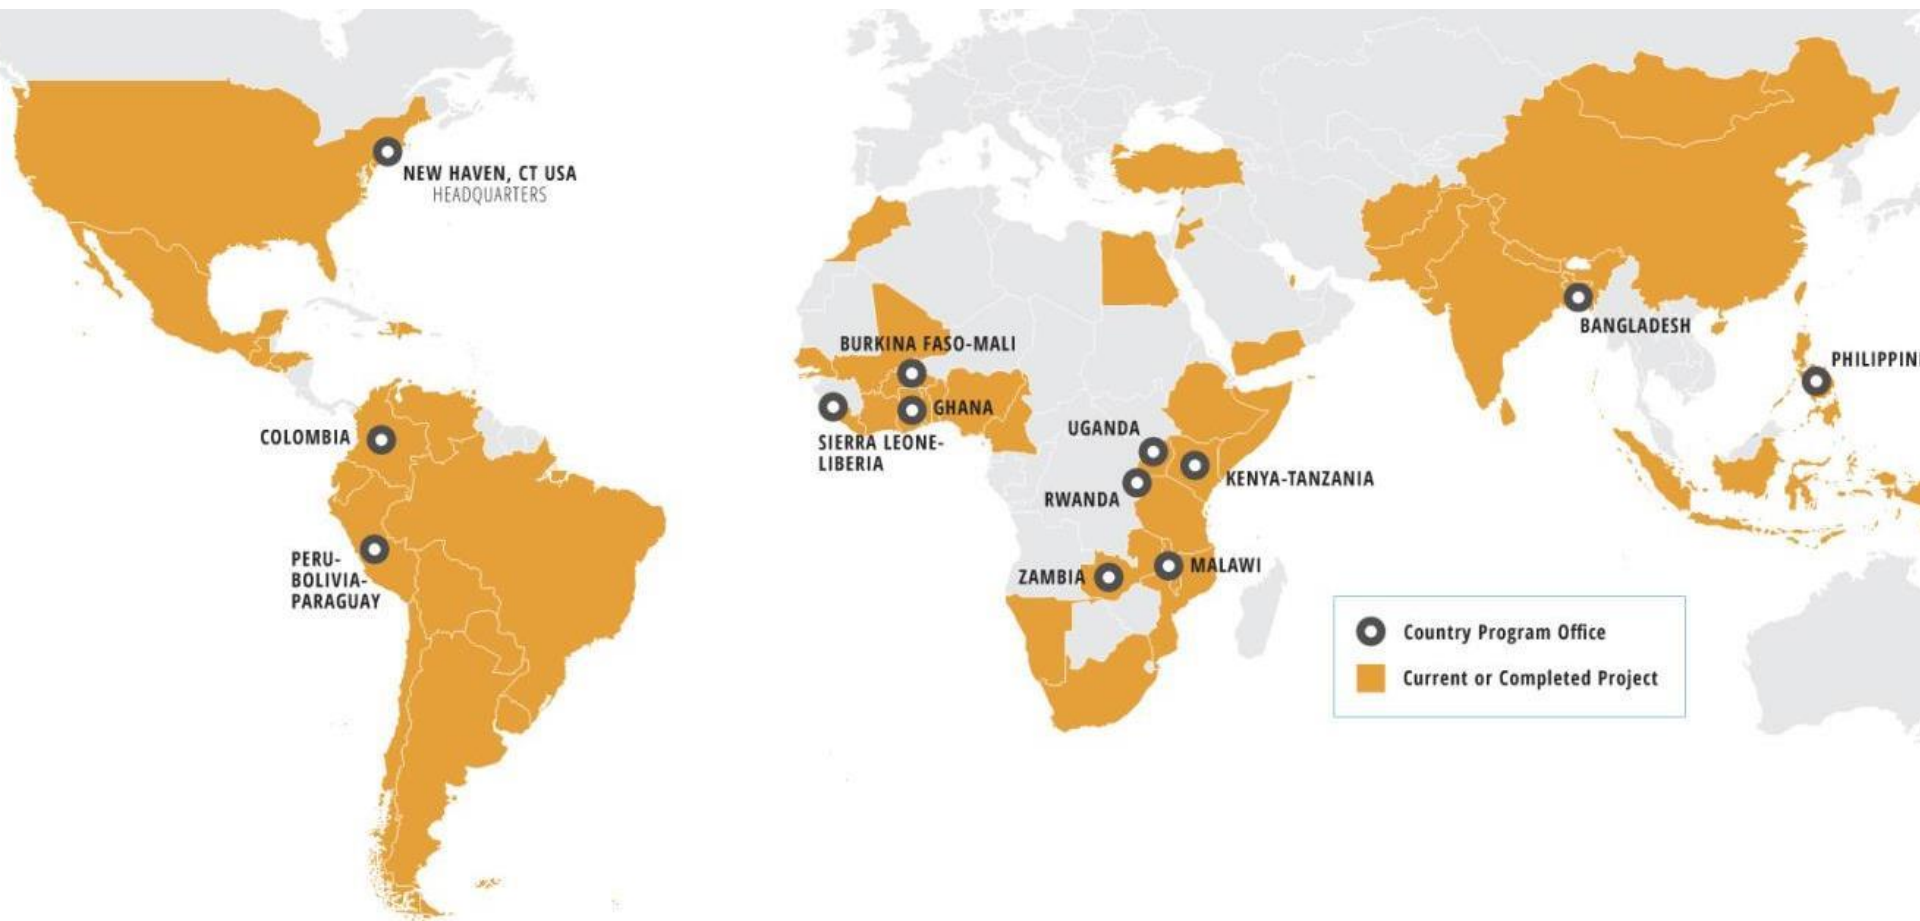 NEW HAVEN, CT USA
HEADQUARTERS
COLOMBIA
PERU-
BOLIVIA-
PARAGUAY
BURKINA FASO-MALI
GHANA
SIERRA LEONE-
LIBERIA
UGANDA
KENYA-TANZANIA
RWANDA
ZAMBIA
MALAWI
BANGLADESH
PHILIPPIN
Country Program Office
Current or Completed Project